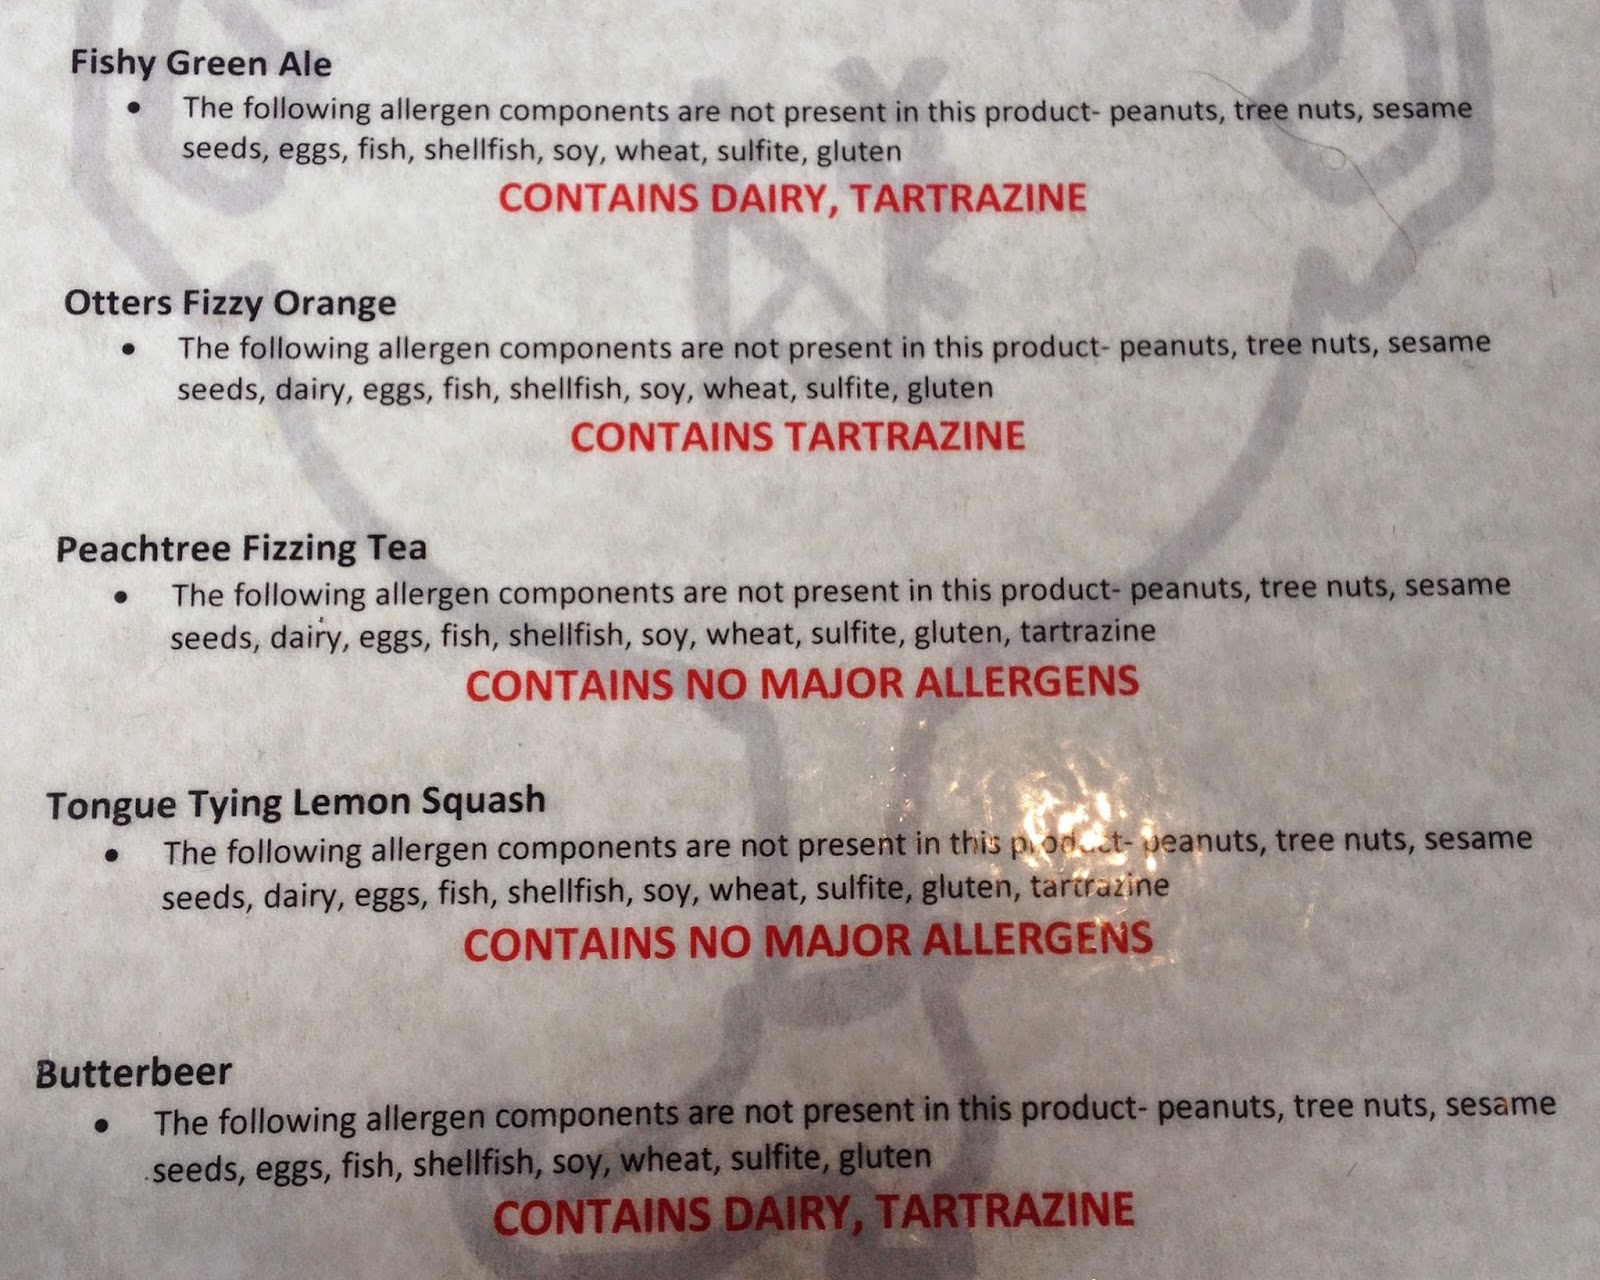 Fishy Green Ale
• The following allergen components are not present in this product- peanuts, tree nuts, sesame
seeds, eggs, fish, shellfish, soy, wheat, sulfite, gluten
CONTAINS DAIRY, TARTRAZINE
Otters Fizzy Orange
• The following allergen components are not present in this product- peanuts, tree nuts, sesame
seeds, dairy, eggs, fish, shellfish, soy, wheat, sulfite, gluten
CONTAINS TARTRAZINE
Peachtree Fizzing Tea
• The following allergen components are not present in this product- peanuts, tree nuts, sesame
seeds, dairy, eggs, fish, shellfish, soy, wheat, sulfite, gluten, tartrazine
CONTAINS NO MAJOR ALLERGENS
Tongue Tying Lemon Squash
• The following allergen components are not present in this product- peanuts, tree nuts, sesame
seeds, dairy, eggs, fish, shellfish, soy, wheat, sulfite, gluten, tartrazine
CONTAINS NO MAJOR ALLERGENS
Butterbeer
• The following allergen components are not present in this product- peanuts, tree nuts, sesame
seeds, eggs, fish, shellfish, soy, wheat, sulfite, gluten
CONTAINS DAIRY, TARTRAZINE